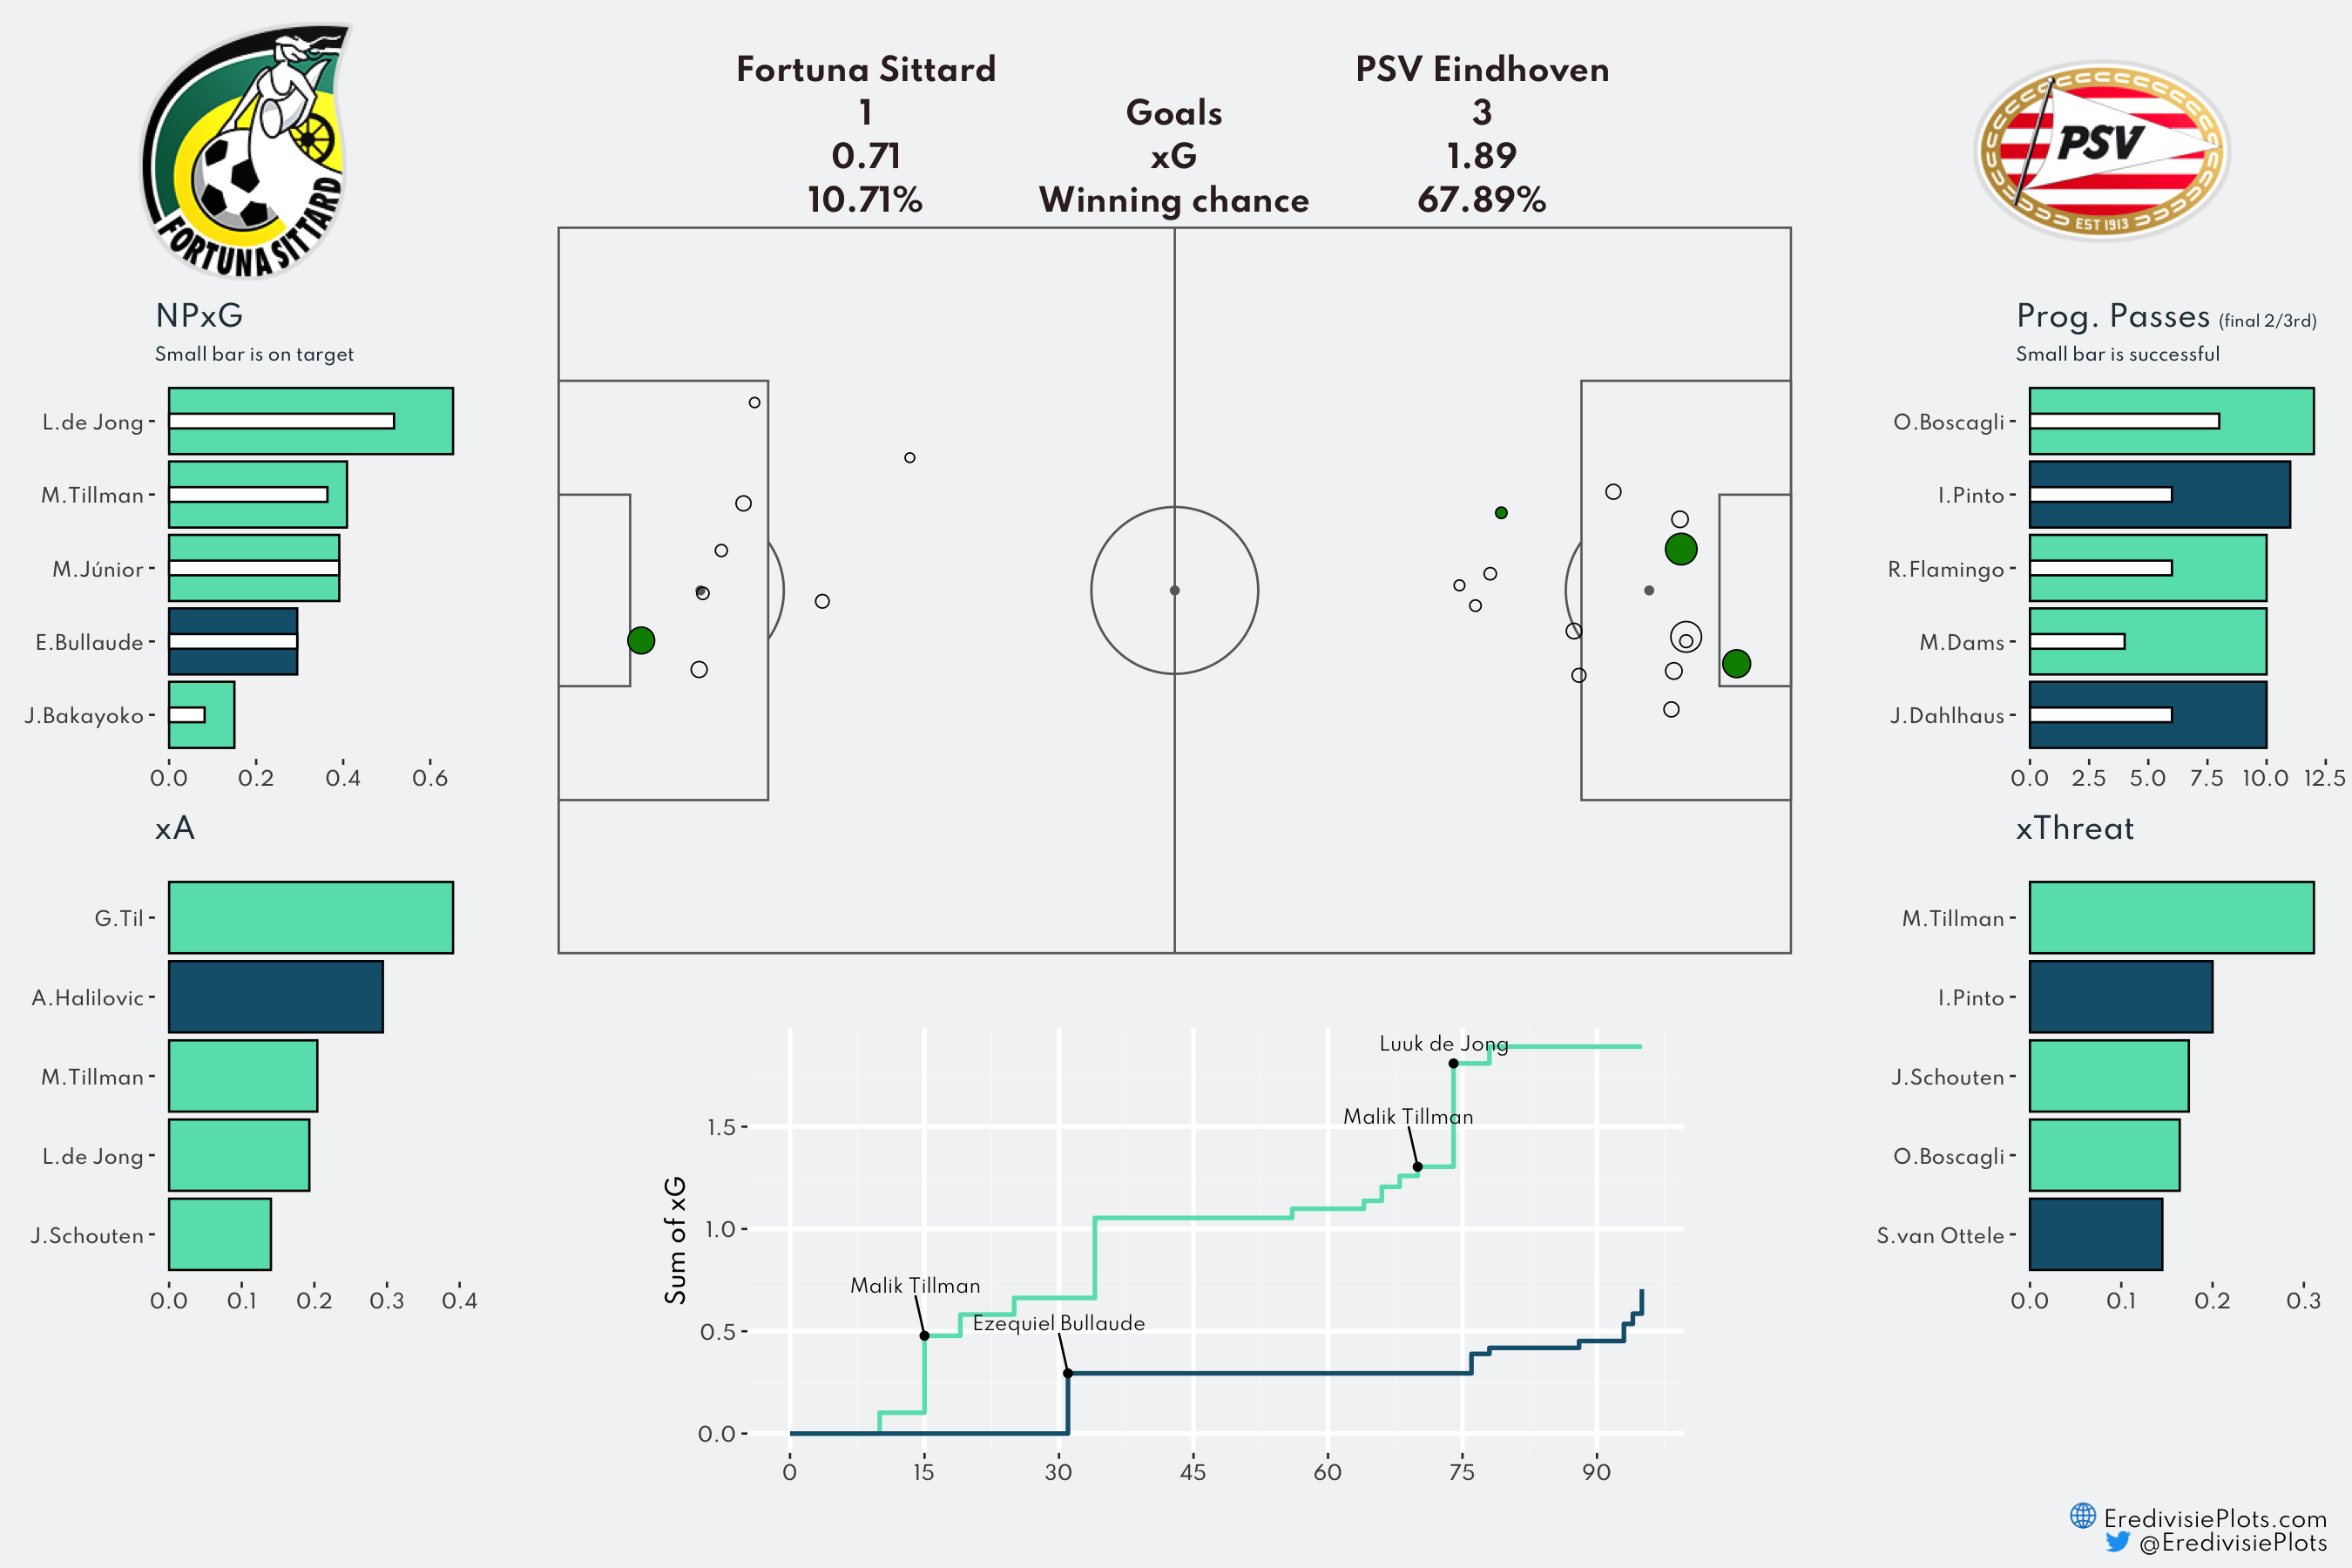 FORTUNA SITTARD
Fortuna Sittard PSV Eindhoven
1 Goals 3
0.71 xG 1.89
10.71% Winning chance 67.89%
PSV
EST 1913
NPxG
Small bar is on target
L.de Jong
M.Tillman
M.Júnior
E.Bullaude
J.Bakayoko
0.0 0.2 0.4 0.6
xA
G.Til
A.Halilovic
M.Tillman
L.de Jong
J.Schouten
0.0 0.1 0.2 0.3 0.4
Sum of xG
1.5
1.0
0.5
0.0
Luuk de Jong
Malik Tillman
Malik Tillman
Ezequiel Bullaude
0 15 30 45 60 75 90
Prog. Passes (final 2/3rd)
Small bar is successful
O.Boscagli
I.Pinto
R.Flamingo
M.Dams
J.Dahlhaus
0.0 2.5 5.0 7.5 10.0 12.5
xThreat
M.Tillman
I.Pinto
J.Schouten
O.Boscagli
S.van Ottele
0.0 0.1 0.2 0.3
EredivisiePlots.com
@EredivisiePlots